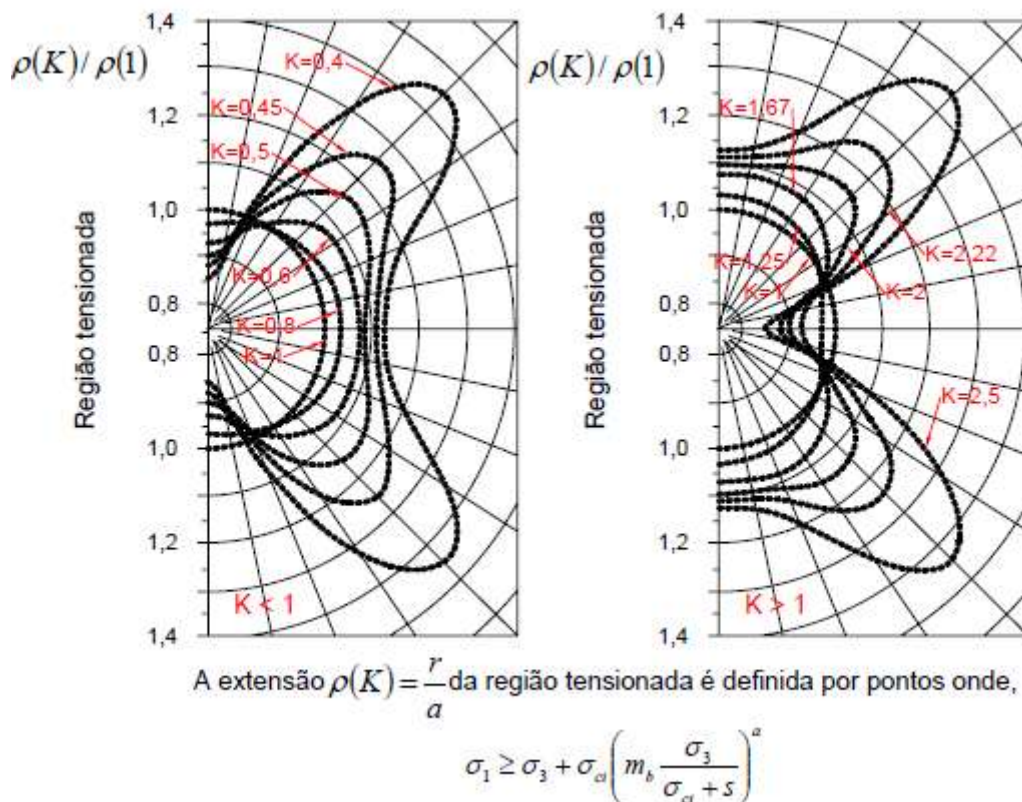 ρ(K)/ρ(1)
1,4
1,2
1,0
0,8
0,8
1,0
1,2
1,4
Região tensionada
K=0,4
K=0,45
K=0,5
K=0,6
K=0,8
K=1
K < 1
ρ(K)/ρ(1)
1,4
1,2
1,0
0,8
0,8
1,0
1,2
1,4
Região tensionada
K=1,67
K=2,22
K=1,25
K=1
K=2
K=2,5
K > 1
A extensão ρ(K) = r/a da região tensionada é definida por pontos onde,
σ₁ ≥ σ₃ + σ_ci (m_b σ₃/(σ_ci + s))^a